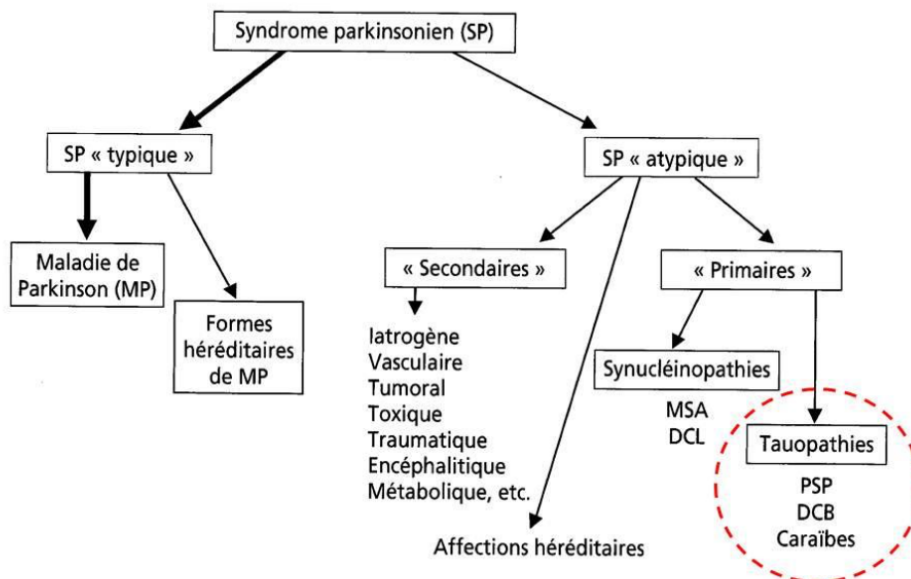 Syndrome parkinsonien (SP)
SP « typique »
SP « atypique »
Maladie de
Parkinson (MP)
Formes
héréditaires
de MP
« Secondaires »
« Primaires »
Iatrogène
Vasculaire
Tumoral
Toxique
Traumatique
Encéphalitique
Métabolique, etc.
Synucléinopathies
MSA
DCL
Tauopathies
PSP
DCB
Caraïbes
Affections héréditaires